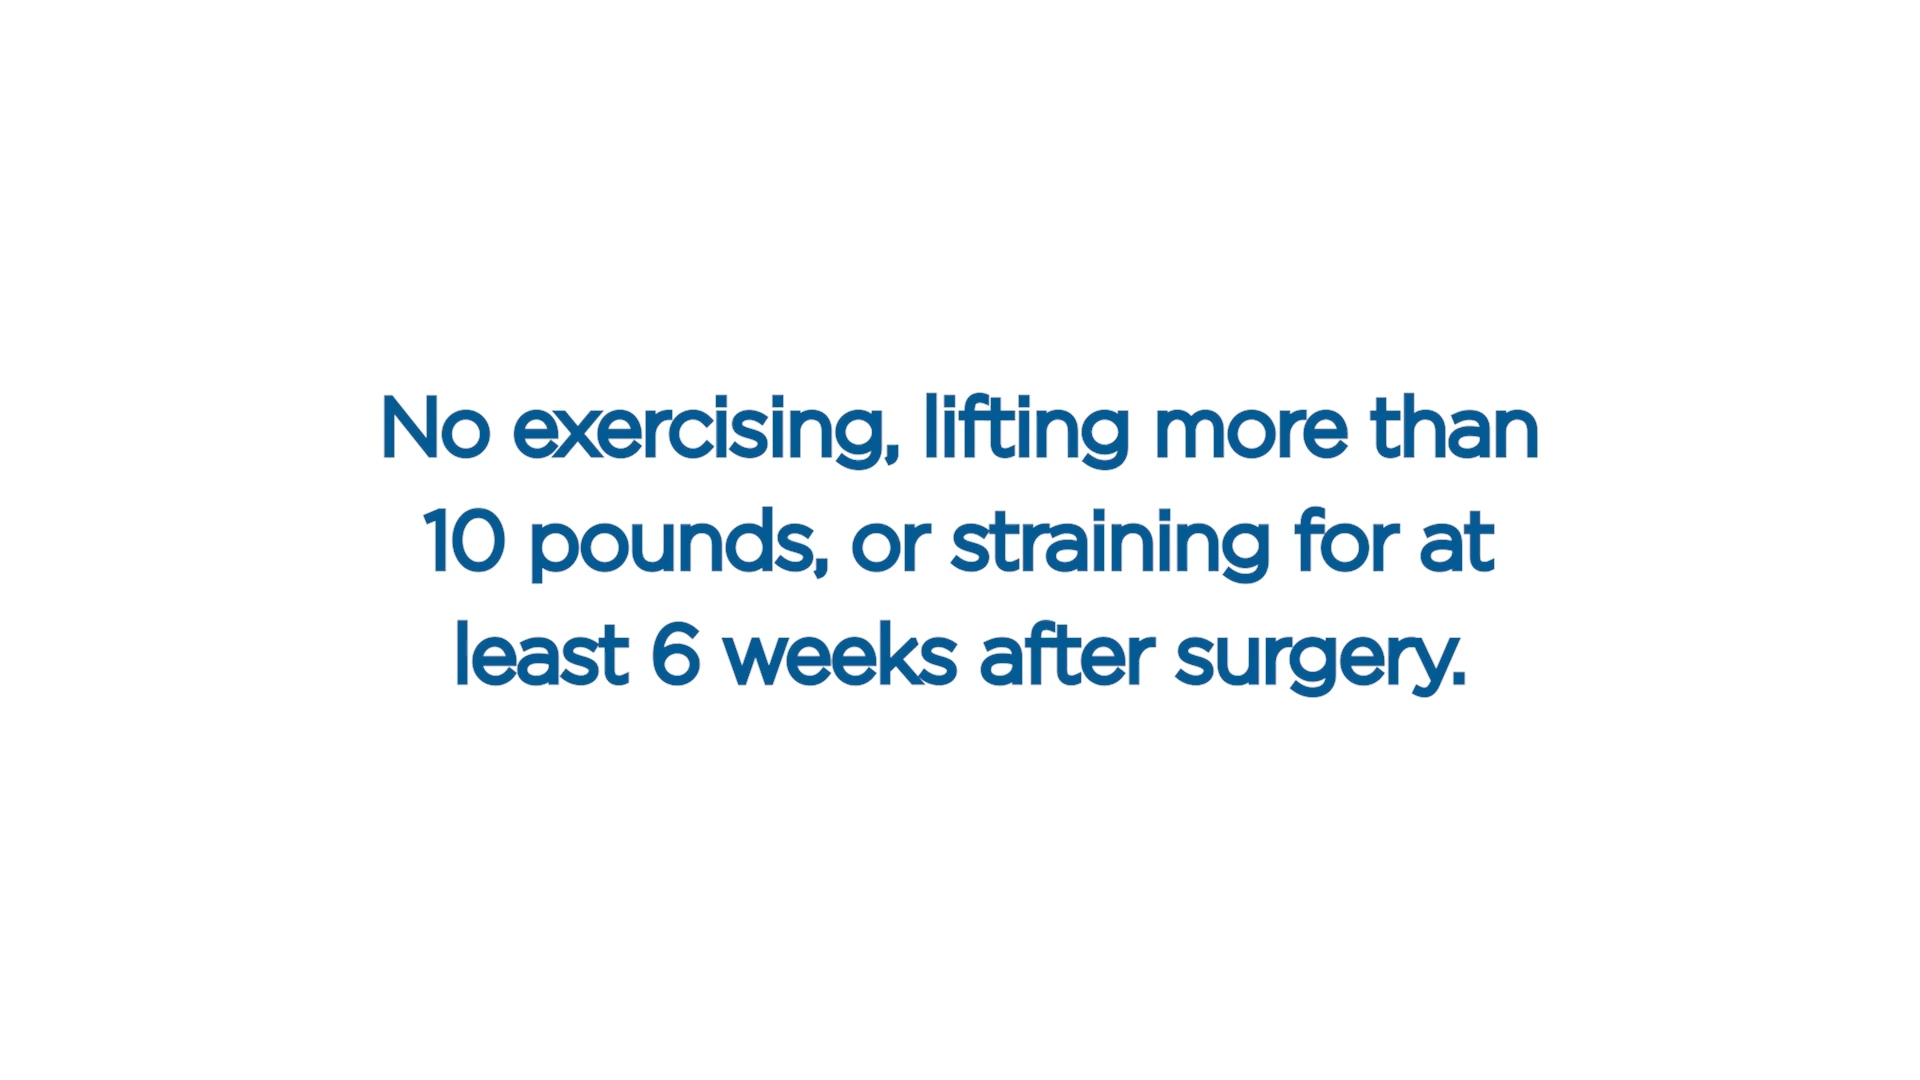 No exercising, lifting more than
10 pounds, or straining for at
least 6 weeks after surgery.